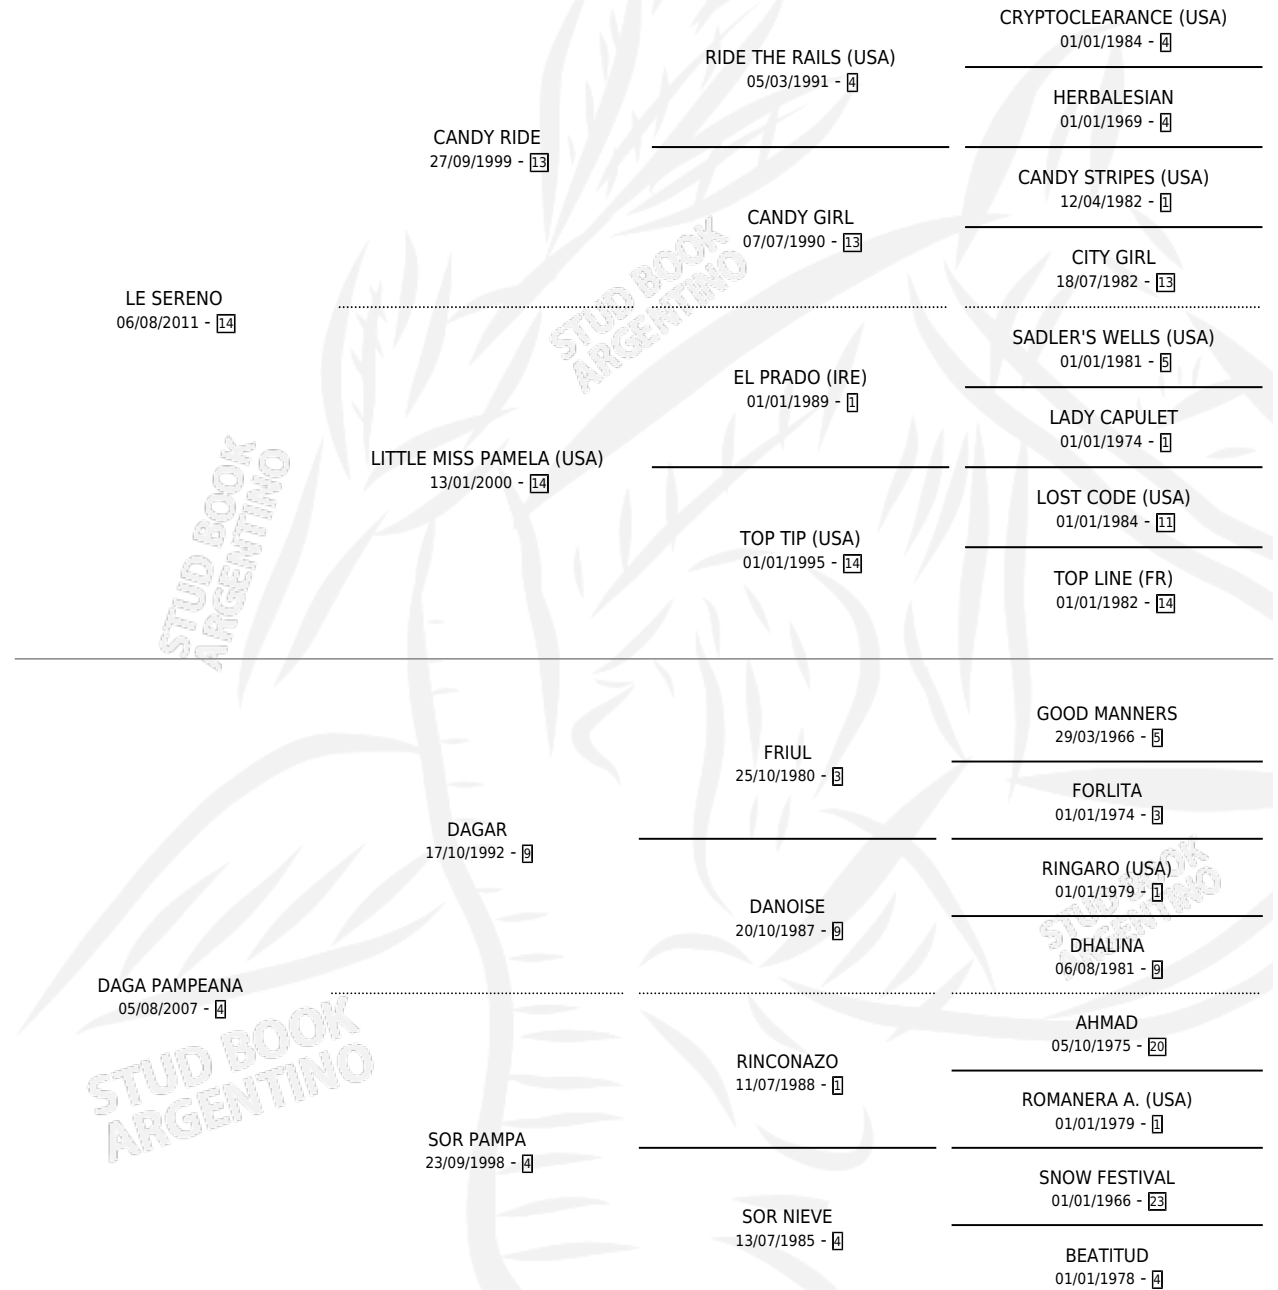 CRYPTOCLEARANCE (USA)
01/01/1984 - 4
RIDE THE RAILS (USA)
05/03/1991 - 4
HERBALESIAN
01/01/1969 - 4
CANDY RIDE
27/09/1999 - 13
CANDY STRIPES (USA)
12/04/1982 - 1
CANDY GIRL
07/07/1990 - 13
CITY GIRL
18/07/1982 - 13
LE SERENO
06/08/2011 - 14
STUD BOOK
ARGENTINO
SADLER'S WELLS (USA)
01/01/1981 - 5
EL PRADO (IRE)
01/01/1989 - 1
LADY CAPULET
01/01/1974 - 1
LITTLE MISS PAMELA (USA)
13/01/2000 - 14
LOST CODE (USA)
01/01/1984 - 11
TOP TIP (USA)
01/01/1995 - 14
TOP LINE (FR)
01/01/1982 - 14
STUD BOOK
ARGENTINO
GOOD MANNERS
29/03/1966 - 5
FRIUL
25/10/1980 - 3
FORLITA
01/01/1974 - 3
DAGAR
17/10/1992 - 9
RINGARO (USA)
01/01/1979 - 1
DANOISE
20/10/1987 - 9
DHALINA
06/08/1981 - 9
STUD BOOK
ARGENTINO
DAGA PAMPEANA
05/08/2007 - 4
AHMAD
05/10/1975 - 20
RINCONAZO
11/07/1988 - 1
ROMANERA A. (USA)
01/01/1979 - 1
STUD BOOK
ARGENTINO
SOR PAMPA
23/09/1998 - 4
SNOW FESTIVAL
01/01/1966 - 23
SOR NIEVE
13/07/1985 - 4
BEATITUD
01/01/1978 - 4